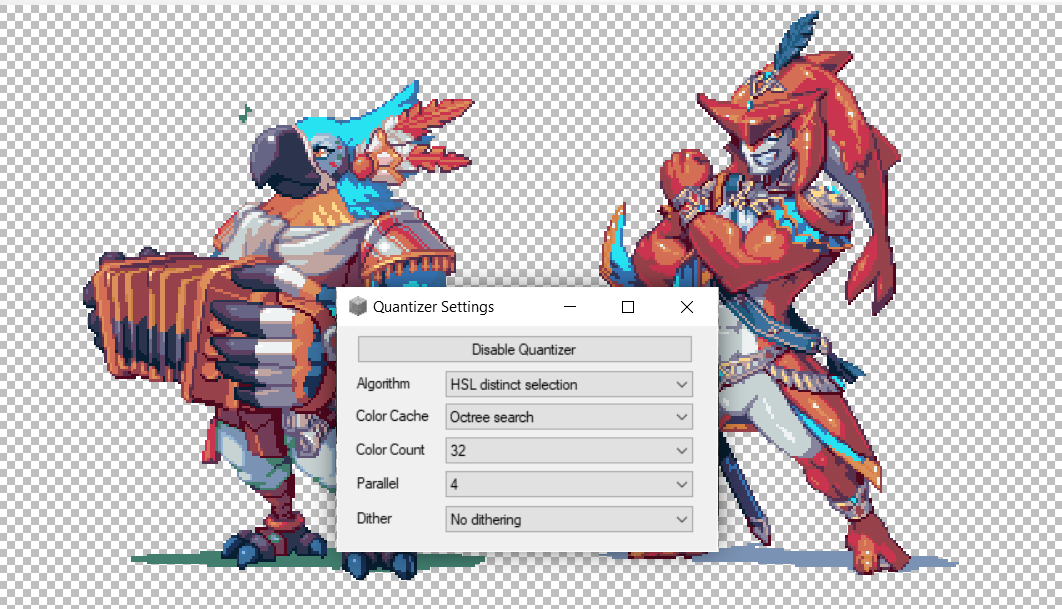 Quantizer Settings
Disable Quantizer
Algorithm HSL distinct selection
Color Cache Octree search
Color Count 32
Parallel 4
Dither No dithering